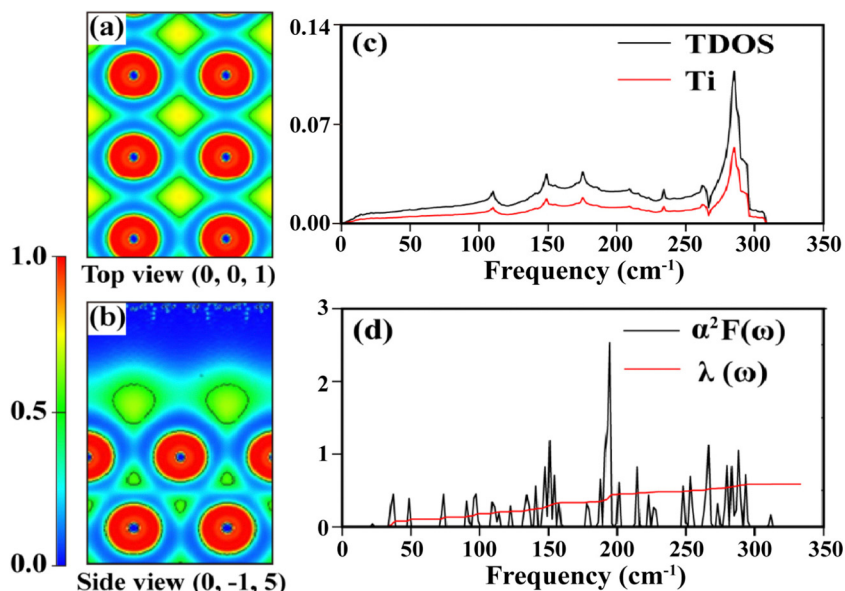 (a)
Top view (0, 0, 1)
1.0
0.5
0.0
(b)
Side view (0, -1, 5)
(c)
TDOS
Ti
0.14
0.07
0.00
0 50 100 150 200 250 300 350
Frequency (cm⁻¹)
(d)
α²F(ω)
λ (ω)
3
2
1
0
0 50 100 150 200 250 300 350
Frequency (cm⁻¹)